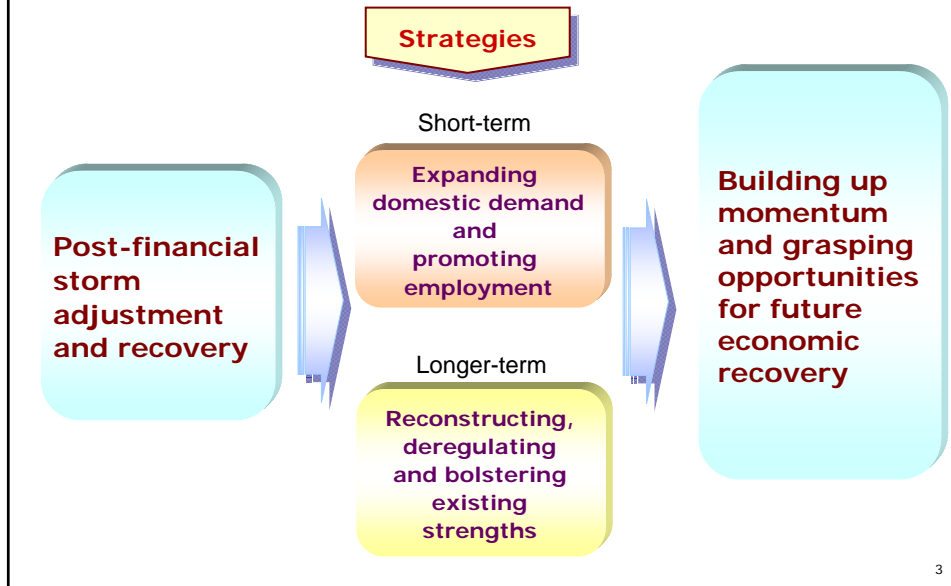 Strategies
Post-financial
storm
adjustment
and recovery
Short-term
Expanding
domestic demand
and
promoting
employment
Longer-term
Reconstructing,
deregulating
and bolstering
existing
strengths
Building up
momentum
and grasping
opportunities
for future
economic
recovery
3